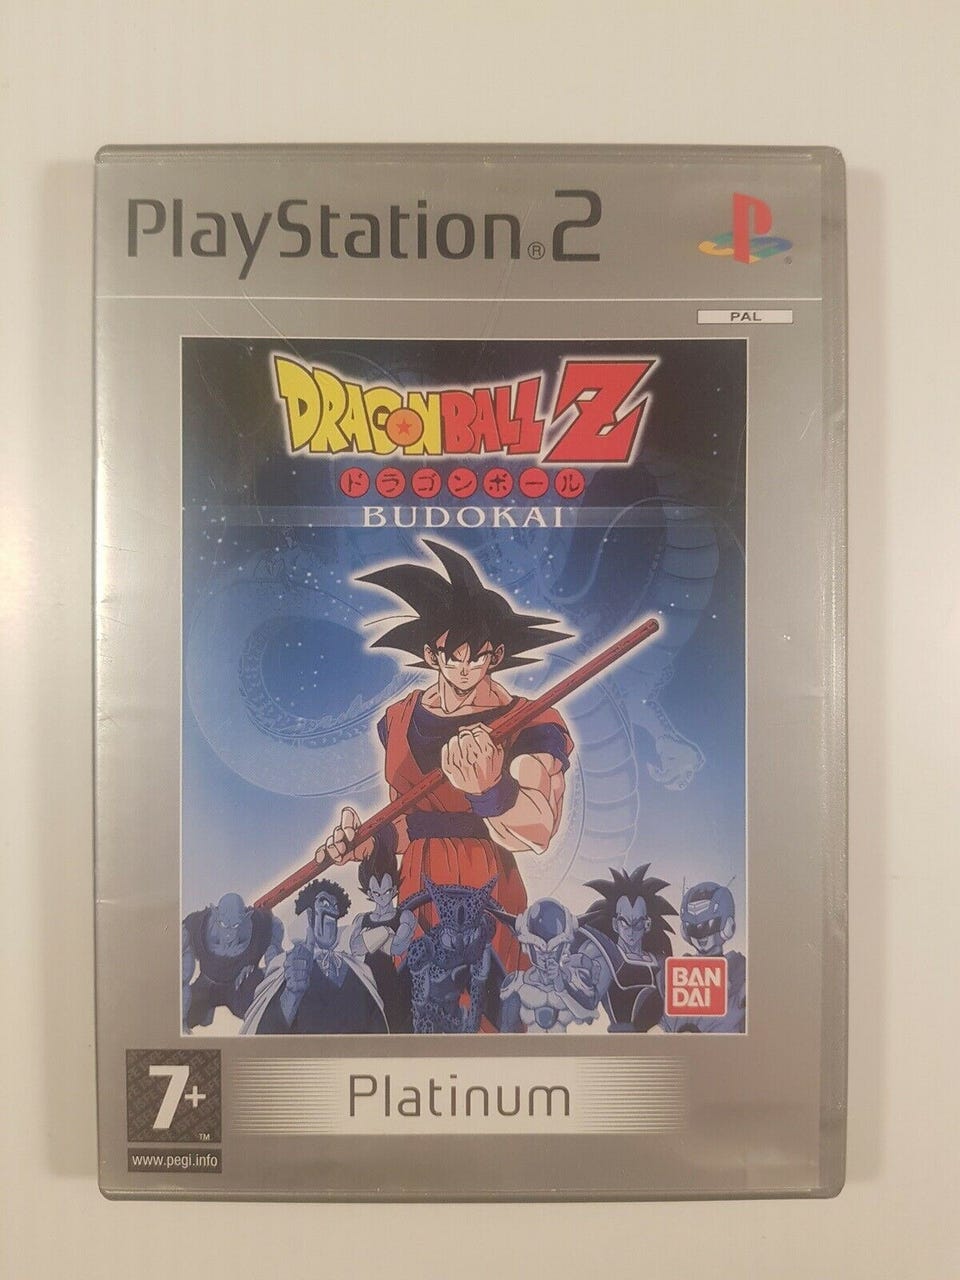 PlayStation®2
®
PAL
DRAGON BALL Z
ドラゴンボール
BUDOKAI
BAN
DAI
7+
TM
Platinum
www.pegi.info